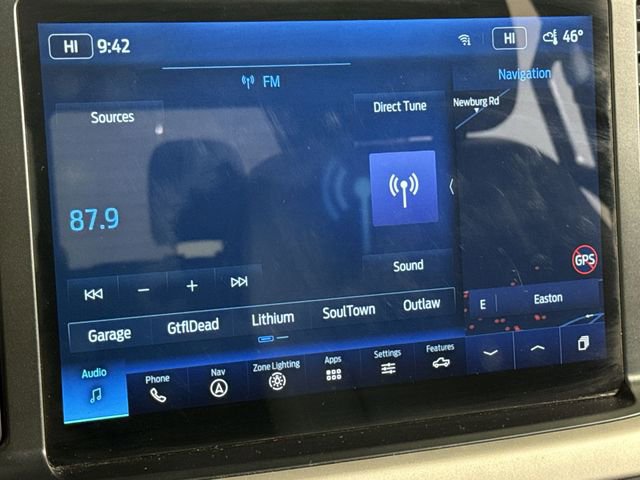 HI 9:42 HI 46°
FM
Navigation
Sources
Direct Tune
Newburg Rd
87.9
GPS
Sound
E Easton
Garage GtflDead Lithium SoulTown Outlaw
Audio Phone Nav Zone Lighting Apps Settings Features